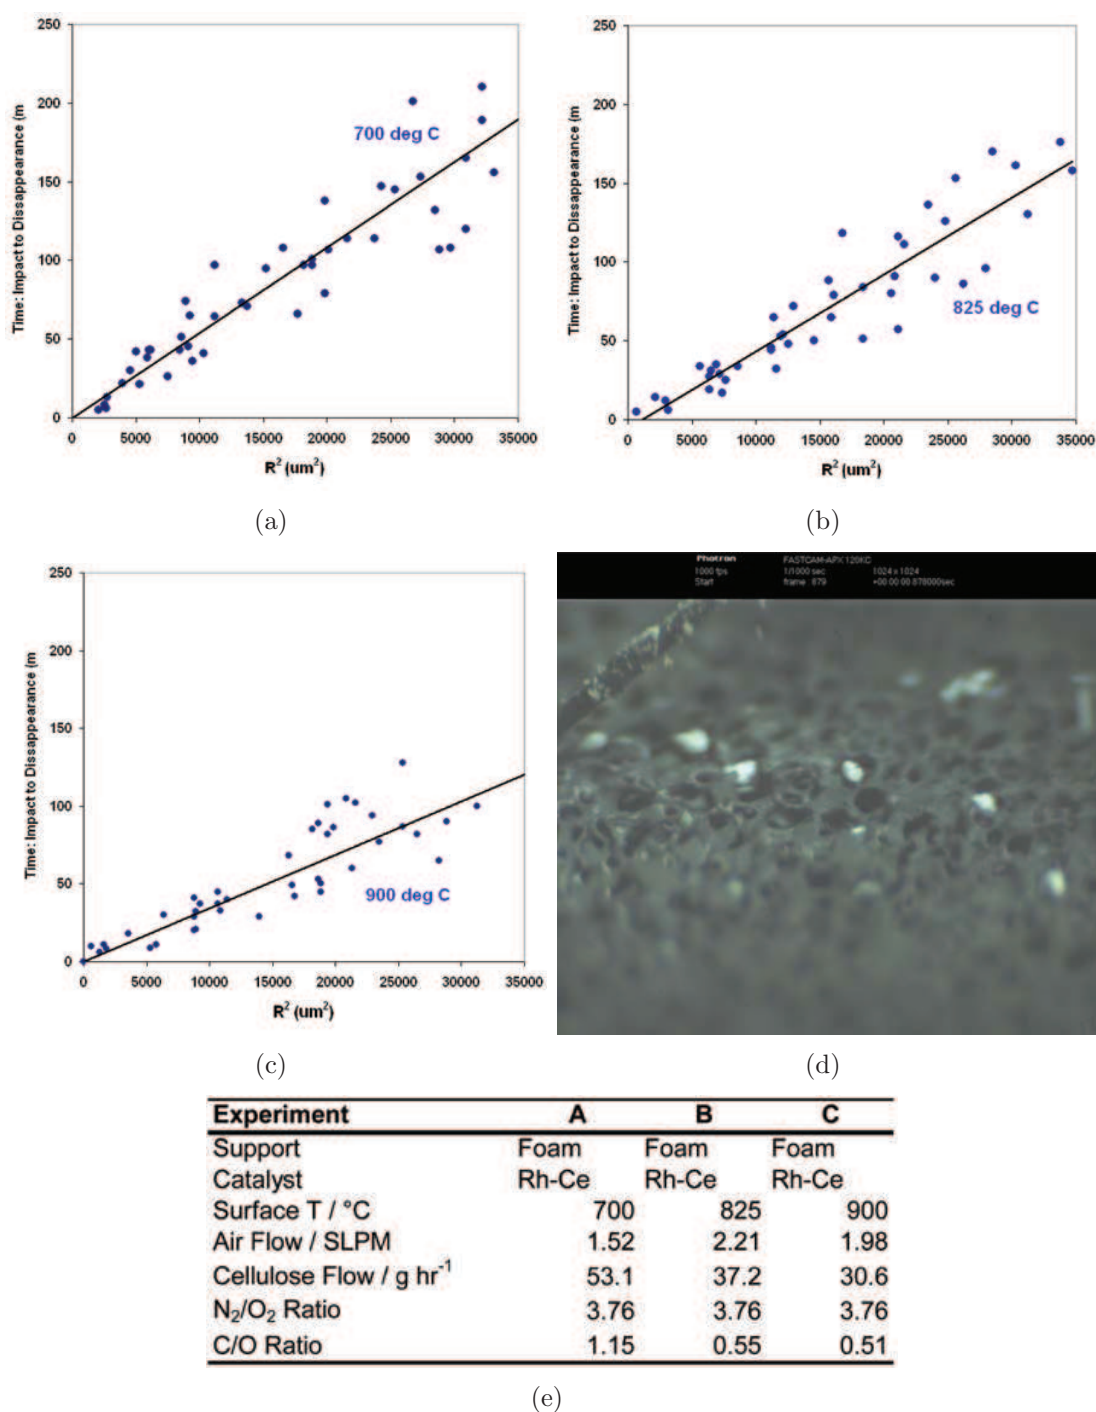 250
200
150
100
50
0
Time: Impact to Dissappearance (m
700 deg C
0 5000 10000 15000 20000 25000 30000 35000
R² (um²)
(a)
250
200
150
100
50
0
Time: Impact to Dissappearance (m
825 deg C
0 5000 10000 15000 20000 25000 30000 35000
R² (um²)
(b)
250
200
150
100
50
0
Time: Impact to Dissappearance (m
900 deg C
0 5000 10000 15000 20000 25000 30000 35000
R² (um²)
(c)
Photron FASTCAM-APX 120KC
1000 fps 1/1000 sec 1024 x 1024
Start frame : 879 +00:00:00.878000sec
(d)
Experiment A B C
Support Foam Foam Foam
Catalyst Rh-Ce Rh-Ce Rh-Ce
Surface T / °C 700 825 900
Air Flow / SLPM 1.52 2.21 1.98
Cellulose Flow / g hr⁻¹ 53.1 37.2 30.6
N₂/O₂ Ratio 3.76 3.76 3.76
C/O Ratio 1.15 0.55 0.51
(e)